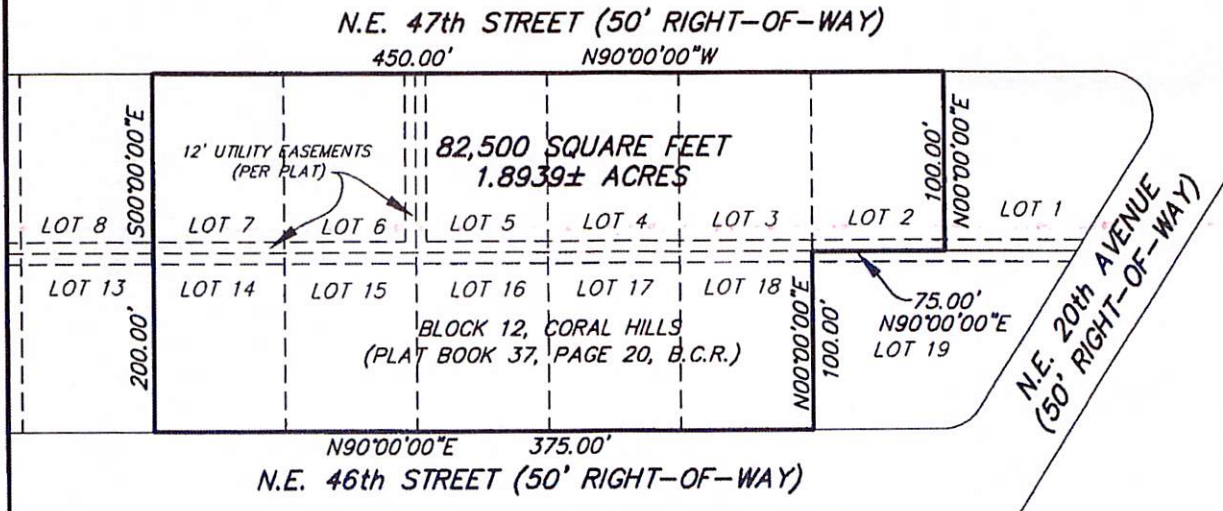 N.E. 47th STREET (50' RIGHT-OF-WAY)
450.00' N90°00'00"W
S00°00'00"E
12' UTILITY EASEMENTS
(PER PLAT)
82,500 SQUARE FEET
1.8939± ACRES
100.00'
N00°00'00"E
LOT 8 LOT 7 LOT 6 LOT 5 LOT 4 LOT 3 LOT 2 LOT 1
LOT 13 LOT 14 LOT 15 LOT 16 LOT 17 LOT 18
75.00'
N90°00'00"E
LOT 19
200.00'
BLOCK 12, CORAL HILLS
(PLAT BOOK 37, PAGE 20, B.C.R.)
N00°00'00"E
100.00'
N.E. 20th AVENUE
(50' RIGHT-OF-WAY)
N90°00'00"E 375.00'
N.E. 46th STREET (50' RIGHT-OF-WAY)